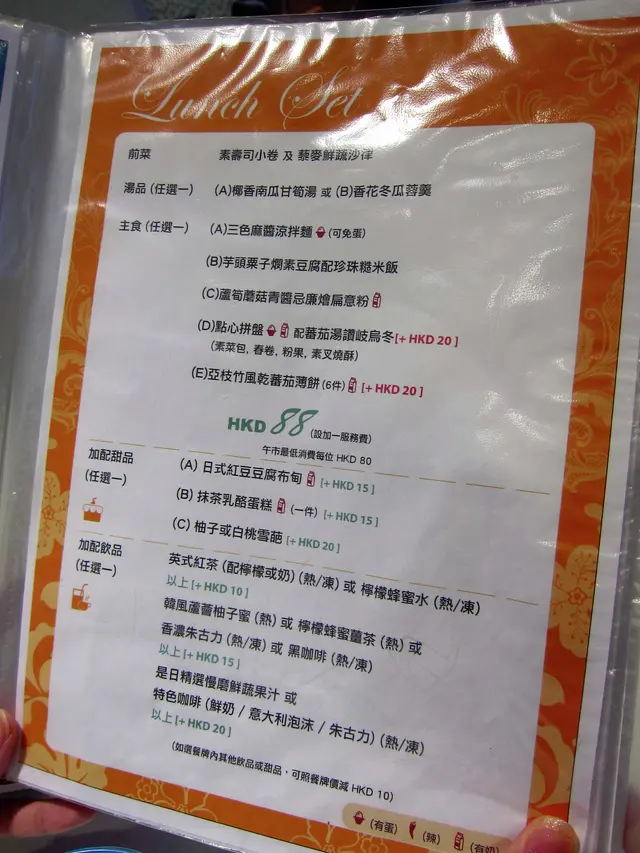 Lunch Set
前菜 素壽司小卷 及 藜麥鮮蔬沙律
湯品 (任選一) (A)椰香南瓜甘筍湯 或 (B)香花冬瓜蓉羹
主食 (任選一) (A)三色麻醬涼拌麵 (可免蛋)
(B)芋頭栗子燜素豆腐配珍珠糙米飯
(C)蘆筍蘑菇青醬忌廉燴扁意粉
(D)點心拼盤 配蕃茄湯讚岐烏冬[+ HKD 20 ]
(素菜包, 春卷, 粉果, 素叉燒酥)
(E)亞枝竹風乾蕃茄薄餅 (6件) [+ HKD 20 ]
HKD 88 (設加一服務費)
午市最低消費每位 HKD 80
加配甜品 (A) 日式紅豆豆腐布甸 [+ HKD 15 ]
(任選一) (B) 抹茶乳酪蛋糕 (一件) [+ HKD 15 ]
(C) 柚子或白桃雪葩 [+ HKD 20 ]
加配飲品 英式紅茶 (配檸檬或奶) (熱/凍) 或 檸檬蜂蜜水 (熱/凍)
(任選一) 以上 [+ HKD 10 ]
韓風蘆薈柚子蜜 (熱) 或 檸檬蜂蜜薑茶 (熱) 或
香濃朱古力 (熱/凍) 或 黑咖啡 (熱/凍)
以上 [+ HKD 15 ]
是日精選慢磨鮮蔬果汁 或
特色咖啡 (鮮奶 / 意大利泡沫 / 朱古力) (熱/凍)
以上 [+ HKD 20 ]
(如選餐牌內其他飲品或甜品，可照餐牌價減 HKD 10)
(有蛋) (辣) (有奶)